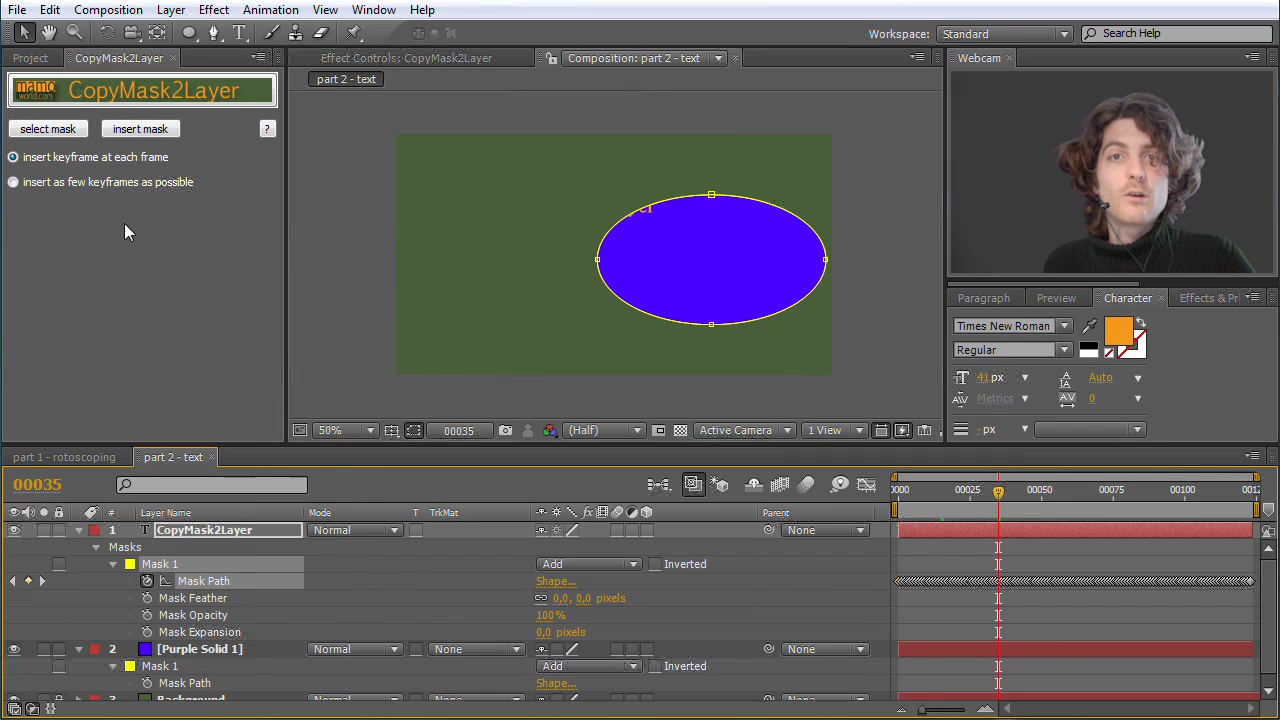 File Edit Composition Layer Effect Animation View Window Help
Workspace: Standard Search Help
Project CopyMask2Layer Effect Controls: CopyMask2Layer Composition: part 2 - text Webcam
part 2 - text
mamo world.com CopyMask2Layer
select mask insert mask ?
insert keyframe at each frame
insert as few keyframes as possible
Paragraph Preview Character Effects & Pr
Times New Roman
Regular
41 px Auto
Metrics 0
- px
50% 00035 (Half) Active Camera 1 View
part 1 - rotoscoping part 2 - text
00035
0000 00025 00050 00075 00100 0012
# Layer Name Mode T TrkMat Parent
1 T CopyMask2Layer Normal None
Masks
Mask 1 Add Inverted
Mask Path Shape...
Mask Feather 0,0, 0,0 pixels
Mask Opacity 100%
Mask Expansion 0,0 pixels
2 [Purple Solid 1] Normal None None
Mask 1 Add Inverted
Mask Path Shape...
3 Background